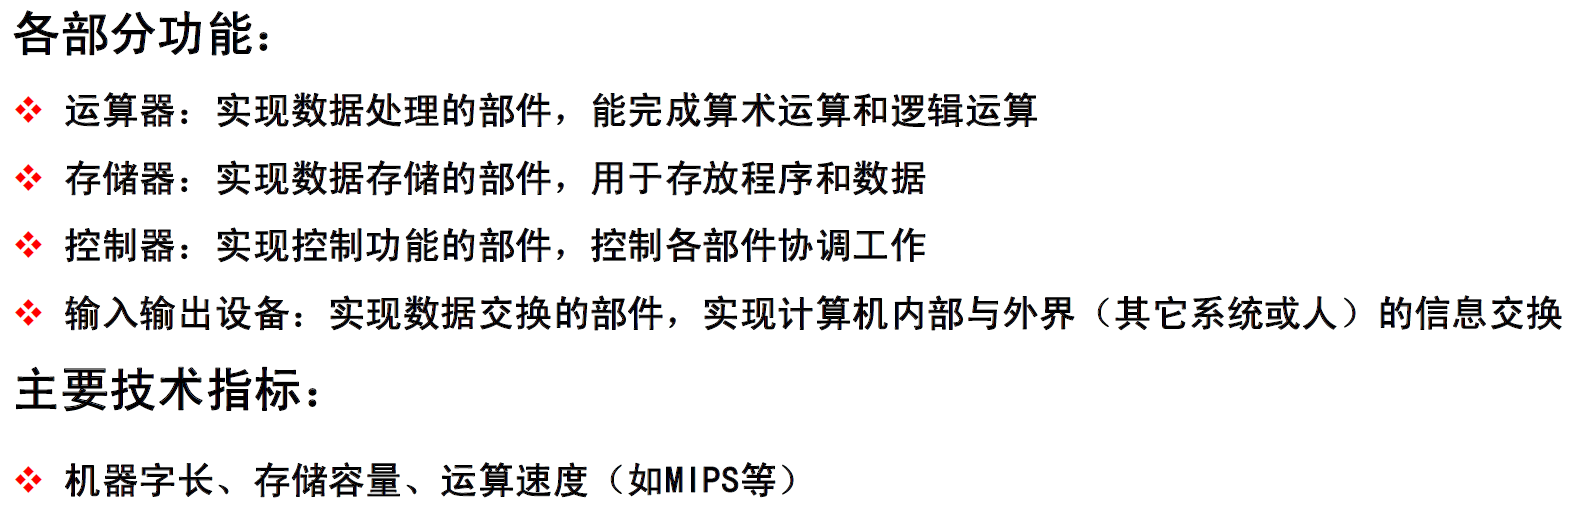 各部分功能：
❖ 运算器：实现数据处理的部件，能完成算术运算和逻辑运算
❖ 存储器：实现数据存储的部件，用于存放程序和数据
❖ 控制器：实现控制功能的部件，控制各部件协调工作
❖ 输入输出设备：实现数据交换的部件，实现计算机内部与外界（其它系统或人）的信息交换
主要技术指标：
❖ 机器字长、存储容量、运算速度（如MIPS等）